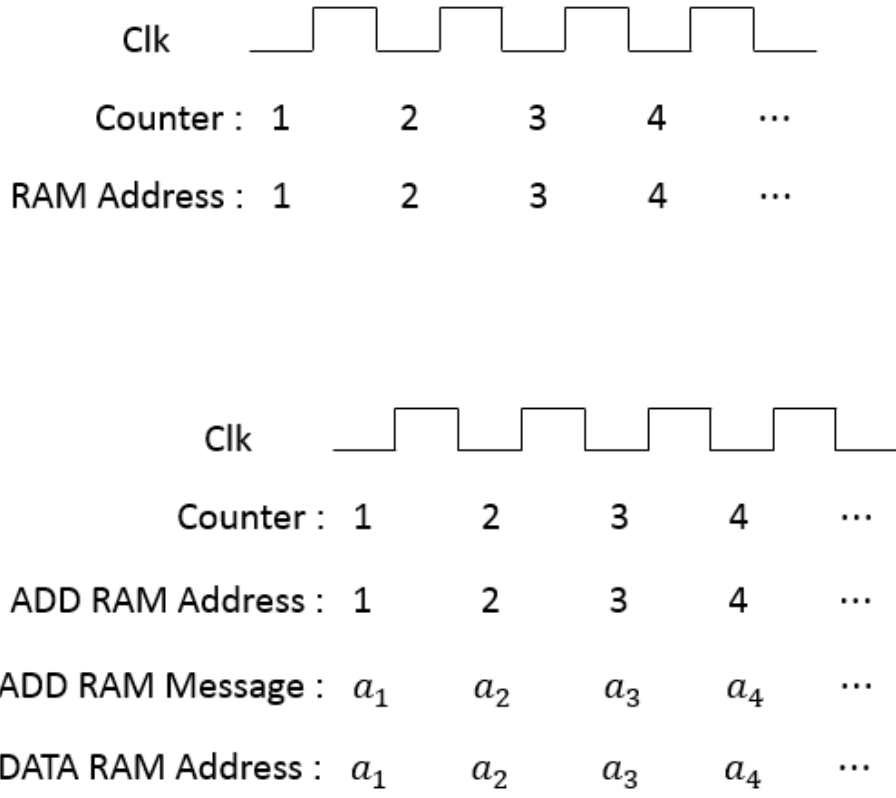 Clk
Counter : 1 2 3 4 ⋯
RAM Address : 1 2 3 4 ⋯
Clk
Counter : 1 2 3 4 ⋯
ADD RAM Address : 1 2 3 4 ⋯
ADD RAM Message : a₁ a₂ a₃ a₄ ⋯
DATA RAM Address : a₁ a₂ a₃ a₄ ⋯